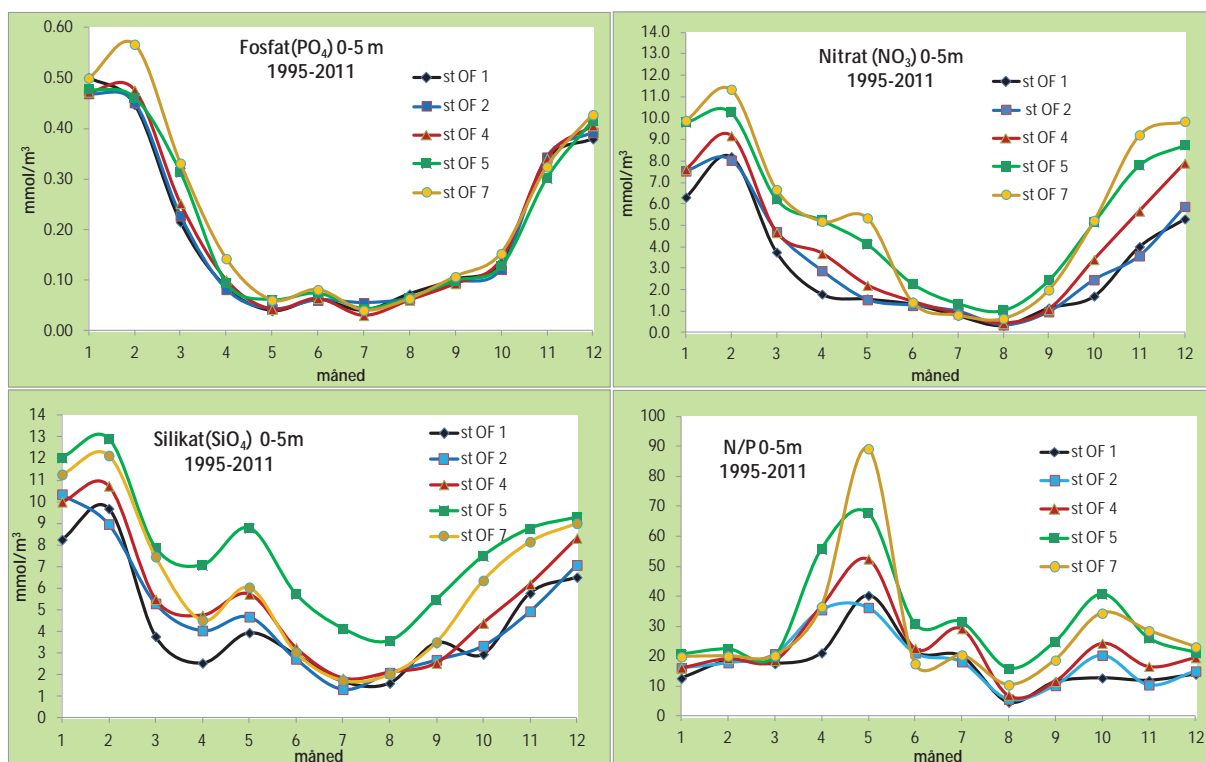 Fosfat (PO₄) 0-5 m
1995-2011
st OF 1
st OF 2
st OF 4
st OF 5
st OF 7
0.60
0.50
0.40
0.30
0.20
0.10
0.00
mmol/m³
1 2 3 4 5 6 7 8 9 10 11 12
måned
Nitrat (NO₃) 0-5m
1995-2011
st OF 1
st OF 2
st OF 4
st OF 5
st OF 7
14.0
13.0
12.0
11.0
10.0
9.0
8.0
7.0
6.0
5.0
4.0
3.0
2.0
1.0
0.0
mmol/m³
1 2 3 4 5 6 7 8 9 10 11 12
måned
Silikat (SiO₄) 0-5m
1995-2011
st OF 1
st OF 2
st OF 4
st OF 5
st OF 7
14
13
12
11
10
9
8
7
6
5
4
3
2
1
0
mmol/m³
1 2 3 4 5 6 7 8 9 10 11 12
måned
N/P 0-5m
1995-2011
st OF 1
st OF 2
st OF 4
st OF 5
st OF 7
100
90
80
70
60
50
40
30
20
10
0
1 2 3 4 5 6 7 8 9 10 11 12
måned